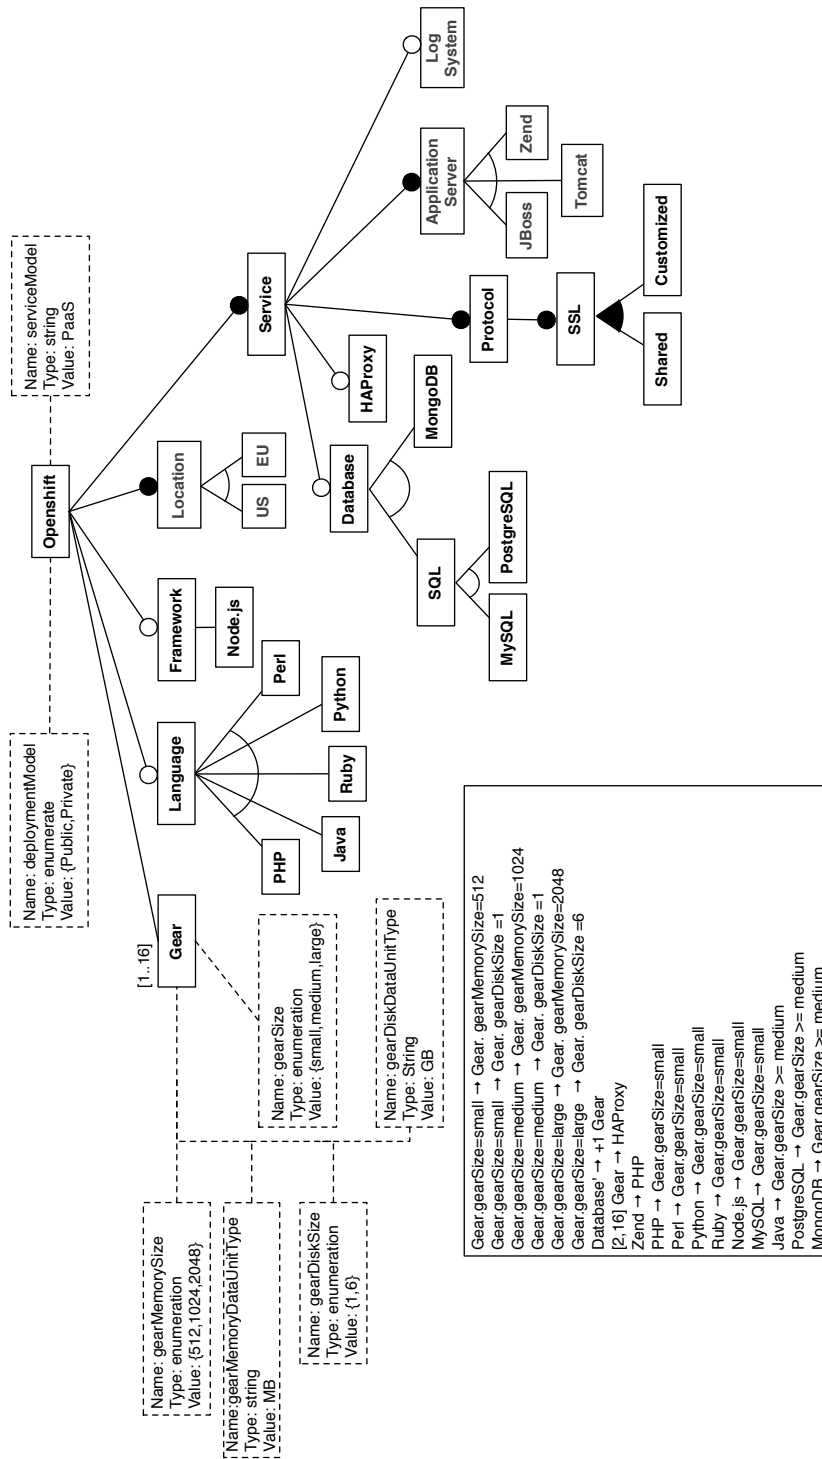 Name: deploymentModel
Type: enumerate
Value: {Public,Private}
Openshift
Name: serviceModel
Type: string
Value: PaaS
[1..16]
Gear
Language
Framework
Location
Service
Node.js
US
EU
PHP
Java
Ruby
Python
Perl
Name: gearMemorySize
Type: enumeration
Value: {512,1024,2048}
Name:gearMemoryDataUnitType
Type: string
Value: MB
Name: gearDiskSize
Type: enumeration
Value: {1,6}
Name: gearSize
Type: enumeration
Value: {small,medium,large}
Name: gearDiskDataUnitType
Type: String
Value: GB
Database
HAProxy
Protocol
Application
Server
Log
System
SQL
MongoDB
MySQL
PostgreSQL
SSL
Shared
Customized
JBoss
Tomcat
Zend
Gear.gearSize=small → Gear. gearMemorySize=512
Gear.gearSize=small → Gear. gearDiskSize =1
Gear.gearSize=medium → Gear. gearMemorySize=1024
Gear.gearSize=medium → Gear. gearDiskSize =1
Gear.gearSize=large → Gear. gearMemorySize=2048
Gear.gearSize=large → Gear. gearDiskSize =6
Database' → +1 Gear
[2,16] Gear → HAProxy
Zend → PHP
PHP → Gear.gearSize=small
Perl → Gear.gearSize=small
Python → Gear.gearSize=small
Ruby → Gear.gearSize=small
Node.js → Gear.gearSize=small
MySQL → Gear.gearSize=small
Java → Gear.gearSize >= medium
PostgreSQL → Gear.gearSize >= medium
MongoDB → Gear.gearSize >= medium